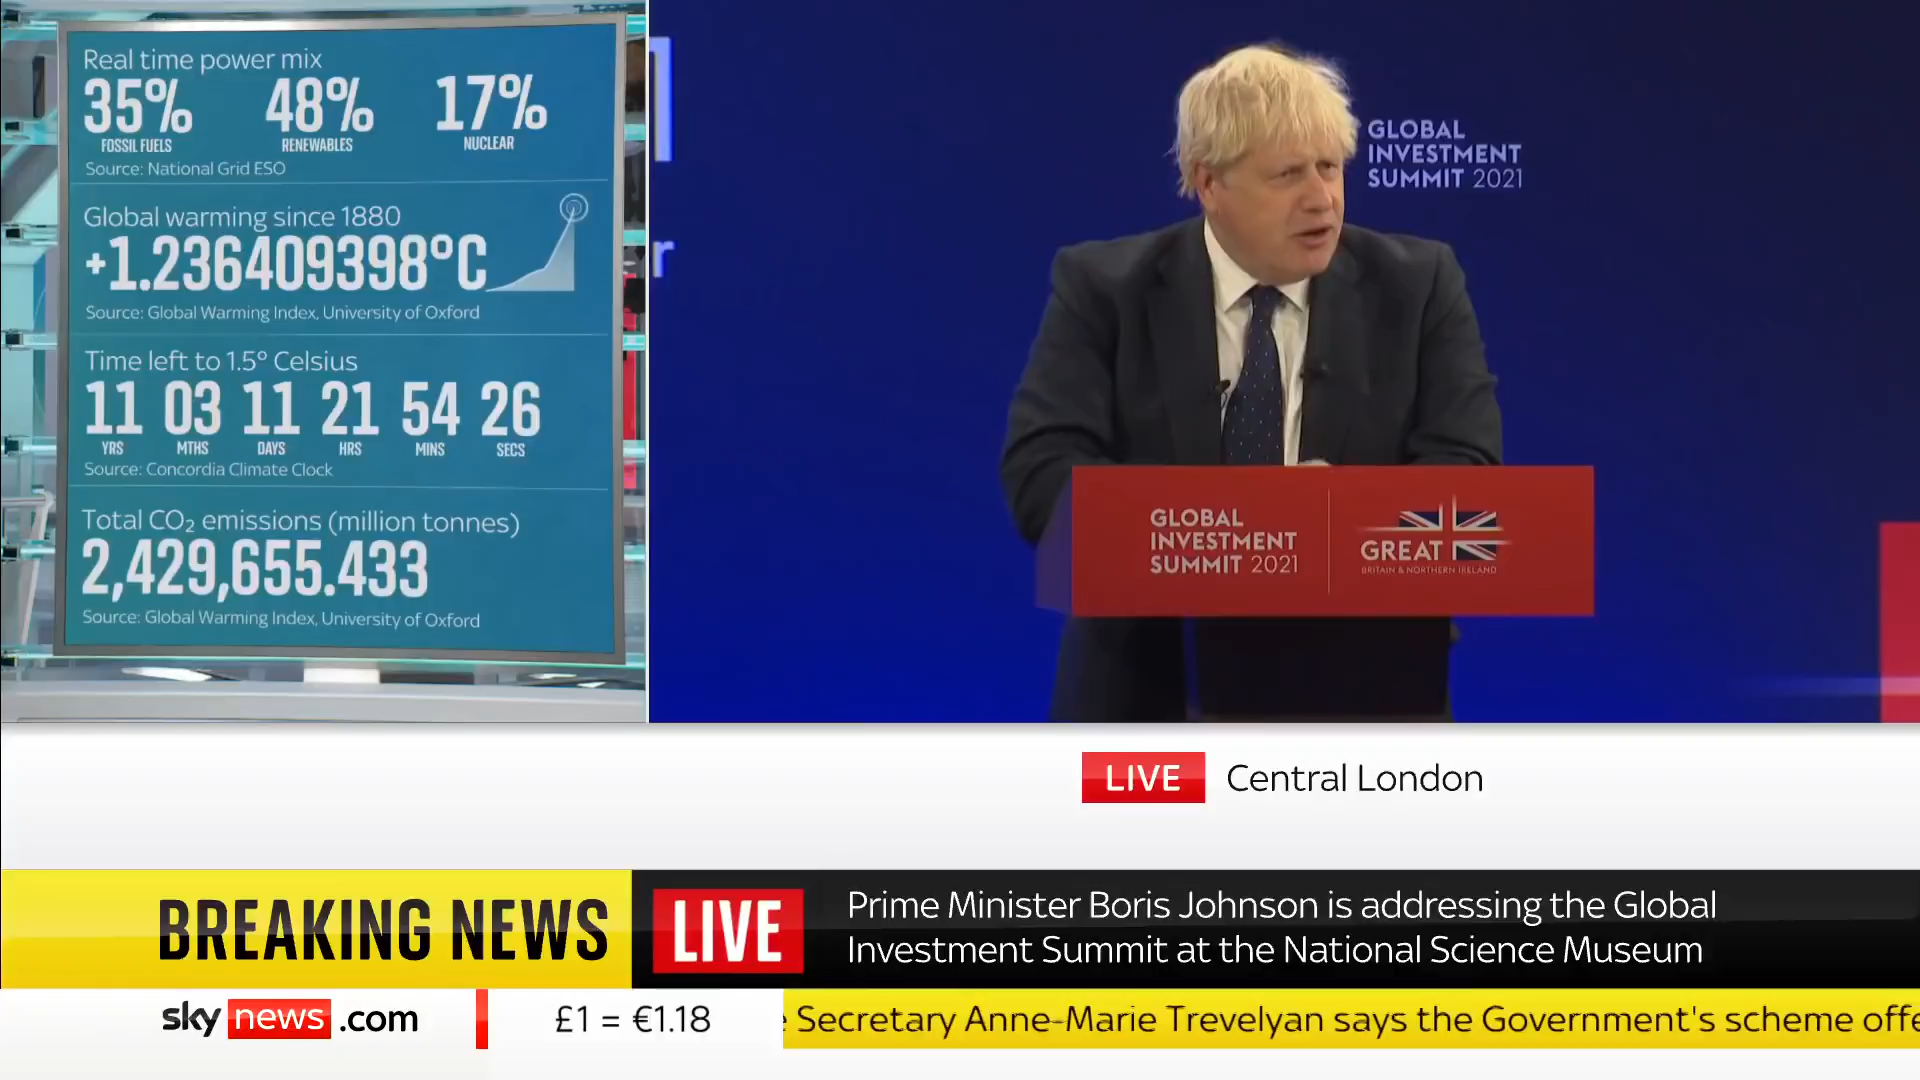 Real time power mix
35% 48% 17%
FOSSIL FUELS RENEWABLES NUCLEAR
Source: National Grid ESO
Global warming since 1880
+1.236409398°C
Source: Global Warming Index, University of Oxford
Time left to 1.5° Celsius
11 03 11 21 54 26
YRS MTHS DAYS HRS MINS SECS
Source: Concordia Climate Clock
Total CO₂ emissions (million tonnes)
2,429,655.433
Source: Global Warming Index, University of Oxford
r
GLOBAL
INVESTMENT
SUMMIT 2021
GLOBAL
INVESTMENT
SUMMIT 2021
GREAT
BRITAIN & NORTHERN IRELAND
LIVE Central London
BREAKING NEWS
LIVE
Prime Minister Boris Johnson is addressing the Global
Investment Summit at the National Science Museum
sky news .com
£1 = €1.18
Secretary Anne-Marie Trevelyan says the Government's scheme offe